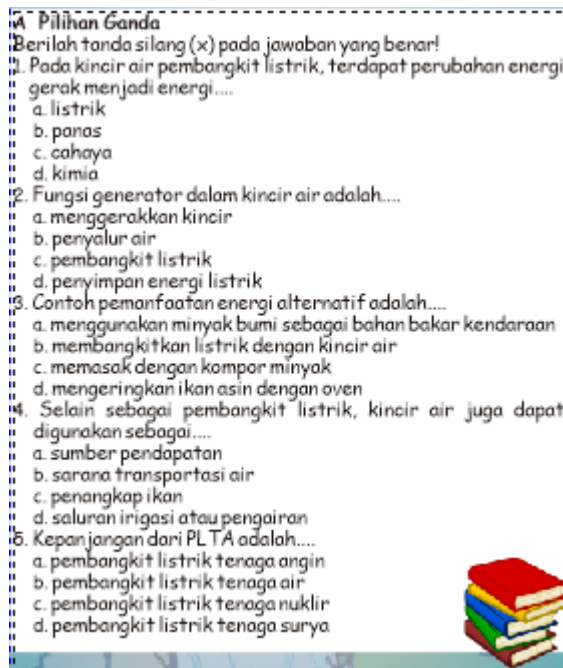 A Pilihan Ganda
Berilah tanda silang (x) pada jawaban yang benar!
1. Pada kincir air pembangkit listrik, terdapat perubahan energi
gerak menjadi energi....
a. listrik
b. panas
c. cahaya
d. kimia
2. Fungsi generator dalam kincir air adalah....
a. menggerakkan kincir
b. penyalur air
c. pembangkit listrik
d. penyimpan energi listrik
3. Contoh pemanfaatan energi alternatif adalah....
a. menggunakan minyak bumi sebagai bahan bakar kendaraan
b. membangkitkan listrik dengan kincir air
c. memasak dengan kompor minyak
d. mengeringkan ikan asin dengan oven
4. Selain sebagai pembangkit listrik, kincir air juga dapat
digunakan sebagai....
a. sumber pendapatan
b. sarana transportasi air
c. penangkap ikan
d. saluran irigasi atau pengairan
5. Kepanjangan dari PLTA adalah....
a. pembangkit listrik tenaga angin
b. pembangkit listrik tenaga air
c. pembangkit listrik tenaga nuklir
d. pembangkit listrik tenaga surya